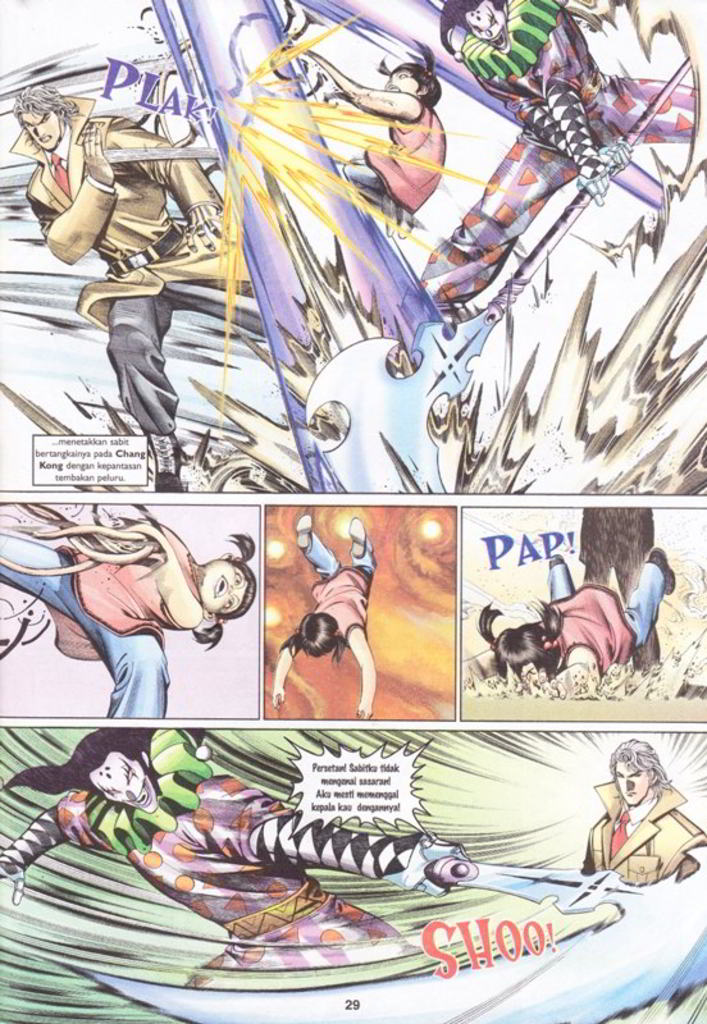 PLAK!
...menetakkan sabit
bertangkainya pada Chang
Kong dengan kepantasan
tembakan peluru.
PAP!
Persetan! Sabitku tidak
mengenai sasaran!
Aku mesti memenggal
kepala kau dengannya!
SHOO!
29